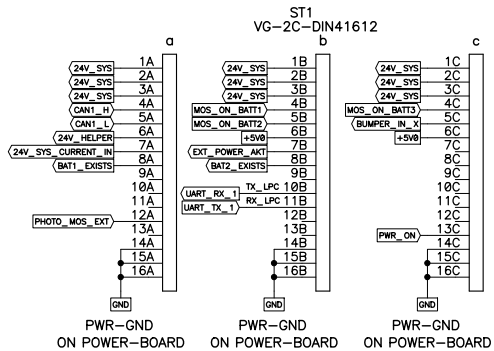 ST1
VG-2C-DIN41612
a
24V_SYS 1A
24V_SYS 2A
24V_SYS 3A
CAN1_H 4A
CAN1_L 5A
24V_HELPER 6A
24V_SYS_CURRENT_IN 7A
BAT1_EXISTS 8A
9A
10A
11A
PHOTO_MOS_EXT 12A
13A
14A
15A
16A
GND
PWR-GND
ON POWER-BOARD
b
24V_SYS 1B
24V_SYS 2B
24V_SYS 3B
MOS_ON_BATT1 4B
MOS_ON_BATT2 5B
+5V0 6B
EXT_POWER_AKT 7B
BAT2_EXISTS 8B
9B
UART_RX_1 TX_LPC 10B
UART_TX_1 RX_LPC 11B
12B
13B
14B
15B
16B
GND
PWR-GND
ON POWER-BOARD
c
24V_SYS 1C
24V_SYS 2C
24V_SYS 3C
MOS_ON_BATT3 4C
BUMPER_IN_X 5C
+5V0 6C
7C
8C
9C
10C
11C
12C
PWR_ON 13C
14C
15C
16C
GND
PWR-GND
ON POWER-BOARD